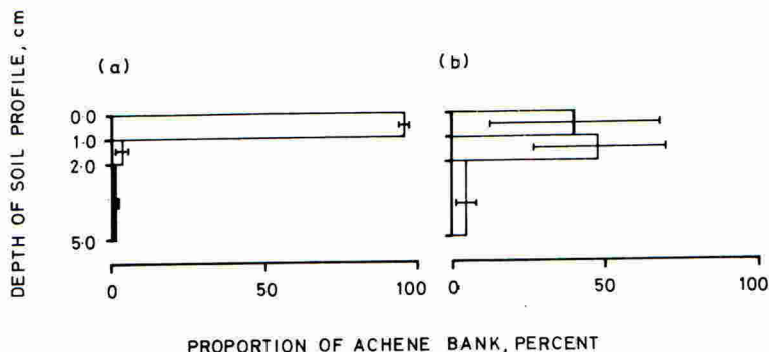 DEPTH OF SOIL PROFILE, cm
(a)
(b)
0·0
1·0
2·0
5·0
0 50 100
0 50 100
PROPORTION OF ACHENE BANK, PERCENT